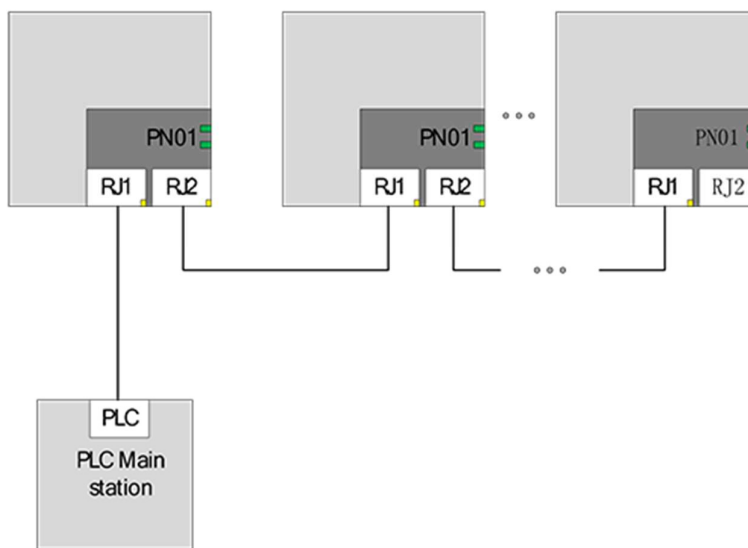 PN01
RJ1
RJ2
PN01
RJ1
RJ2
PN01
RJ1
RJ2
PLC
PLC Main
station